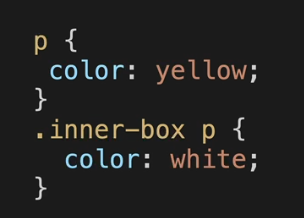 p {
 color: yellow;
}
.inner-box p {
  color: white;
}